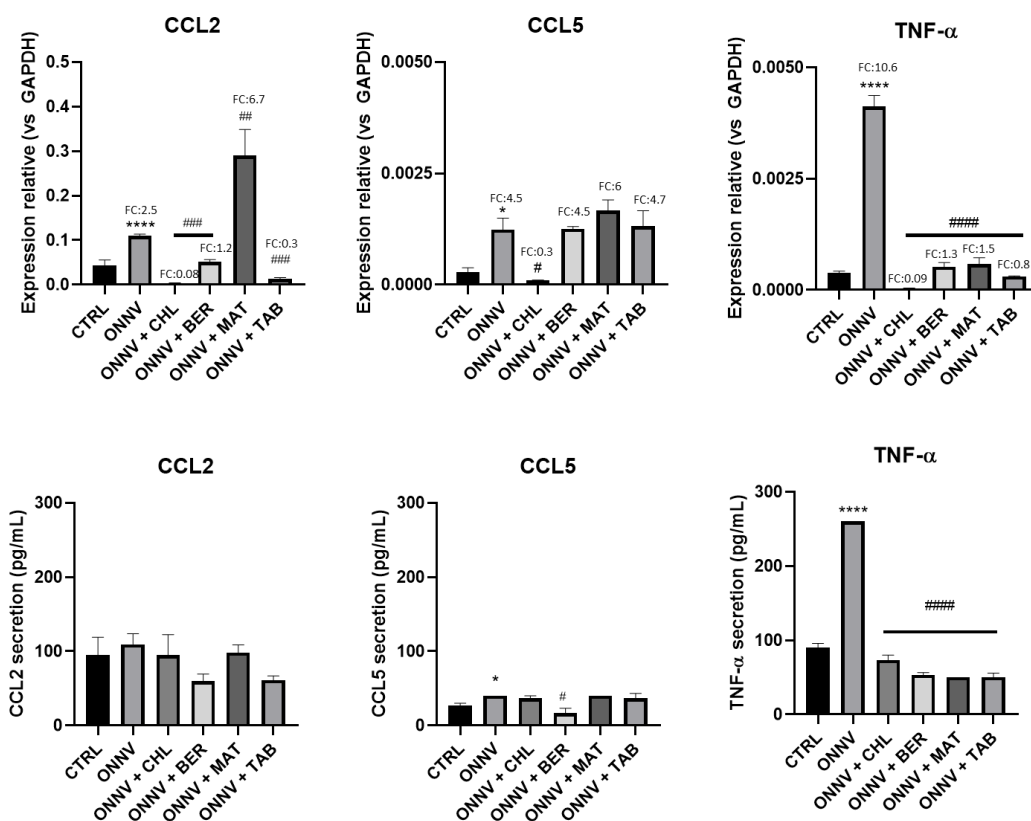 CCL2
Expression relative (vs GAPDH)
0.5
0.4
0.3
0.2
0.1
0.0
FC:2.5
****
###
FC:0.08
FC:1.2
FC:6.7
##
FC:0.3
###
CTRL
ONNV
ONNV + CHL
ONNV + BER
ONNV + MAT
ONNV + TAB
CCL5
Expression relative (vs GAPDH)
0.0050
0.0025
0.0000
FC:4.5
*
FC:0.3
#
FC:4.5
FC:6
FC:4.7
CTRL
ONNV
ONNV + CHL
ONNV + BER
ONNV + MAT
ONNV + TAB
TNF-α
Expression relative (vs GAPDH)
0.0050
0.0025
0.0000
FC:10.6
****
####
FC:0.09
FC:1.3
FC:1.5
FC:0.8
CTRL
ONNV
ONNV + CHL
ONNV + BER
ONNV + MAT
ONNV + TAB
CCL2
CCL2 secretion (pg/mL)
300
200
100
0
CTRL
ONNV
ONNV + CHL
ONNV + BER
ONNV + MAT
ONNV + TAB
CCL5
CCL5 secretion (pg/mL)
300
200
100
0
*
#
CTRL
ONNV
ONNV + CHL
ONNV + BER
ONNV + MAT
ONNV + TAB
TNF-α
TNF-α secretion (pg/mL)
300
200
100
0
****
####
CTRL
ONNV
ONNV + CHL
ONNV + BER
ONNV + MAT
ONNV + TAB